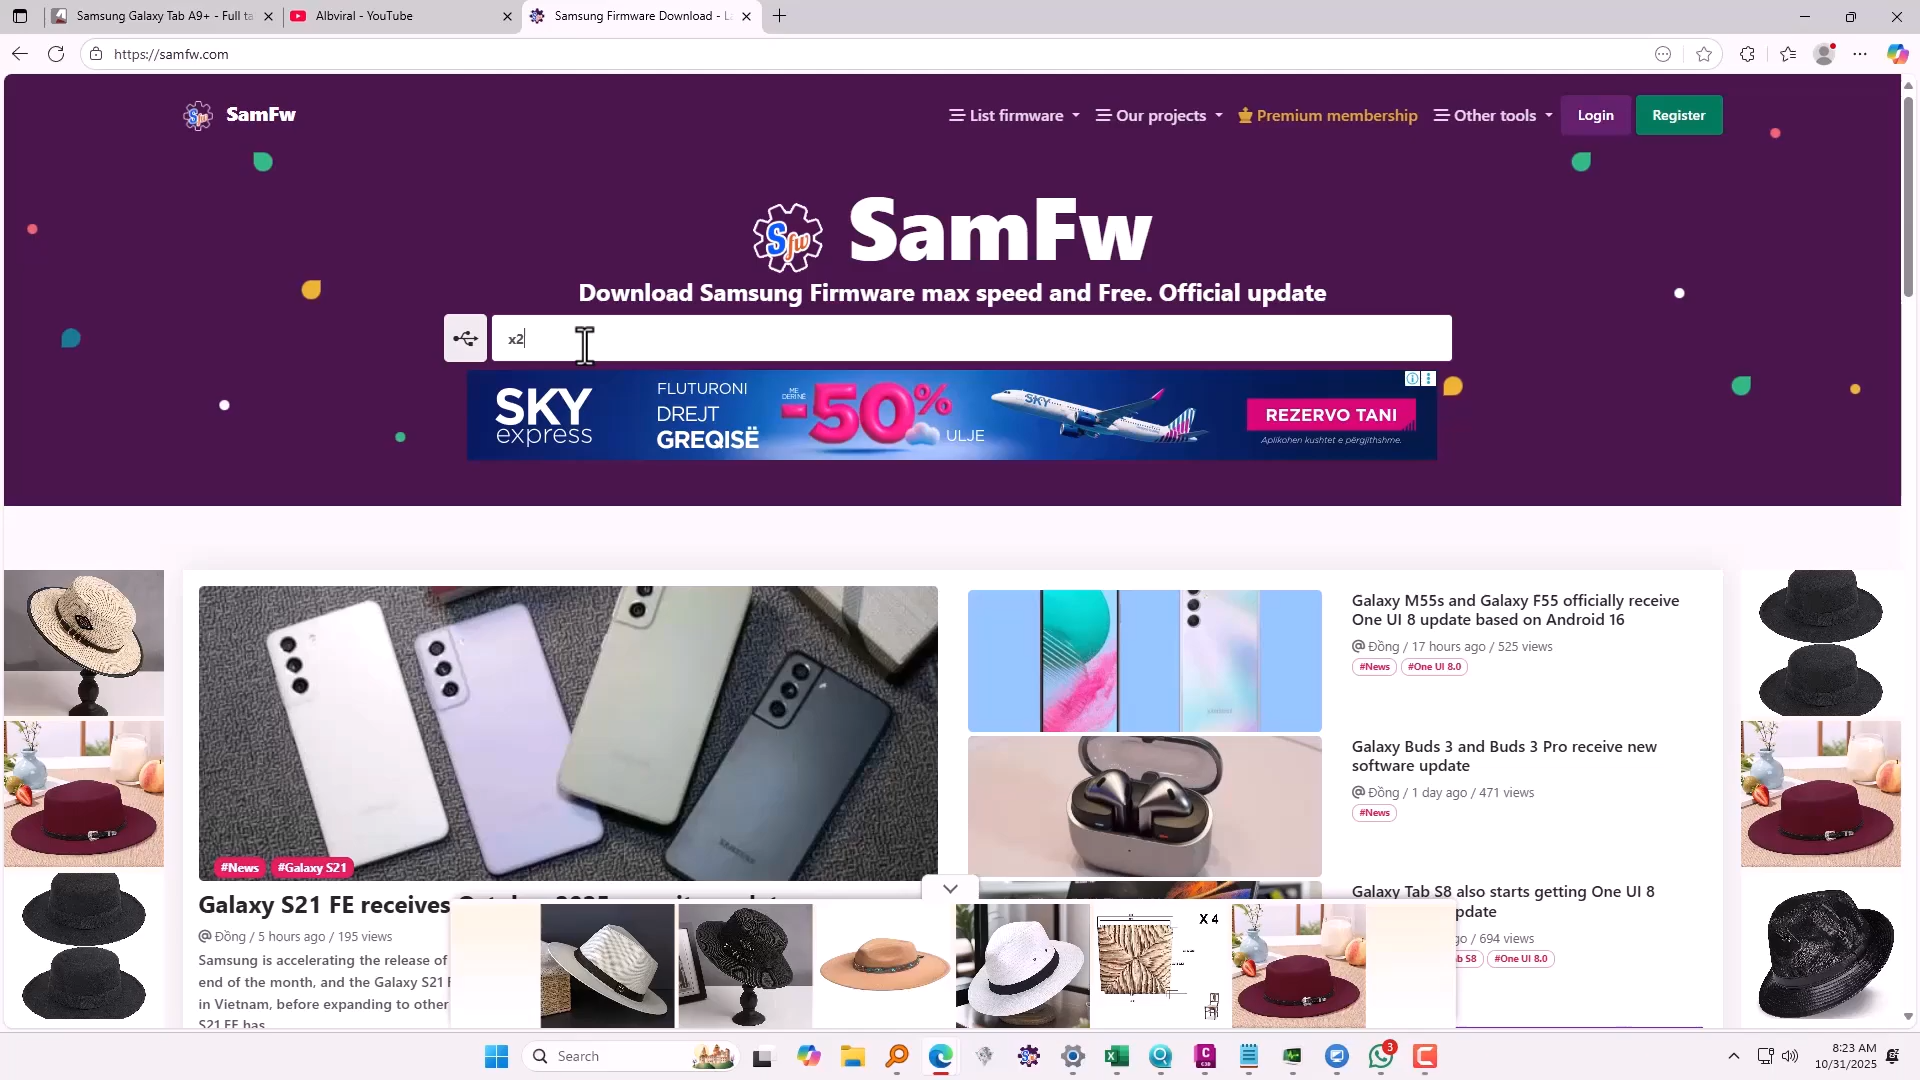 Samsung Galaxy Tab A9+ - Full ta
Albviral - YouTube
Samsung Firmware Download - La
https://samfw.com
SamFw
List firmware
Our projects
Premium membership
Other tools
Login
Register
Sfw
SamFw
Download Samsung Firmware max speed and Free. Official update
x2
SKY
express
FLUTURONI
DREJT
GREQISË
ME
DERI NË
-50%
ULJE
SKY
REZERVO TANI
Aplikohen kushtet e përgjithshme.
#News
#Galaxy S21
Galaxy S21 FE receives
@ Đồng / 5 hours ago / 195 views
Samsung is accelerating the release of
end of the month, and the Galaxy S21 F
in Vietnam, before expanding to other
S21 FE has
Galaxy M55s and Galaxy F55 officially receive
One UI 8 update based on Android 16
@ Đồng / 17 hours ago / 525 views
#News
#One UI 8.0
Galaxy Buds 3 and Buds 3 Pro receive new
software update
@ Đồng / 1 day ago / 471 views
#News
Galaxy Tab S8 also starts getting One UI 8
pdate
go / 694 views
b S8
#One UI 8.0
X 4
Search
3
8:23 AM
10/31/2025